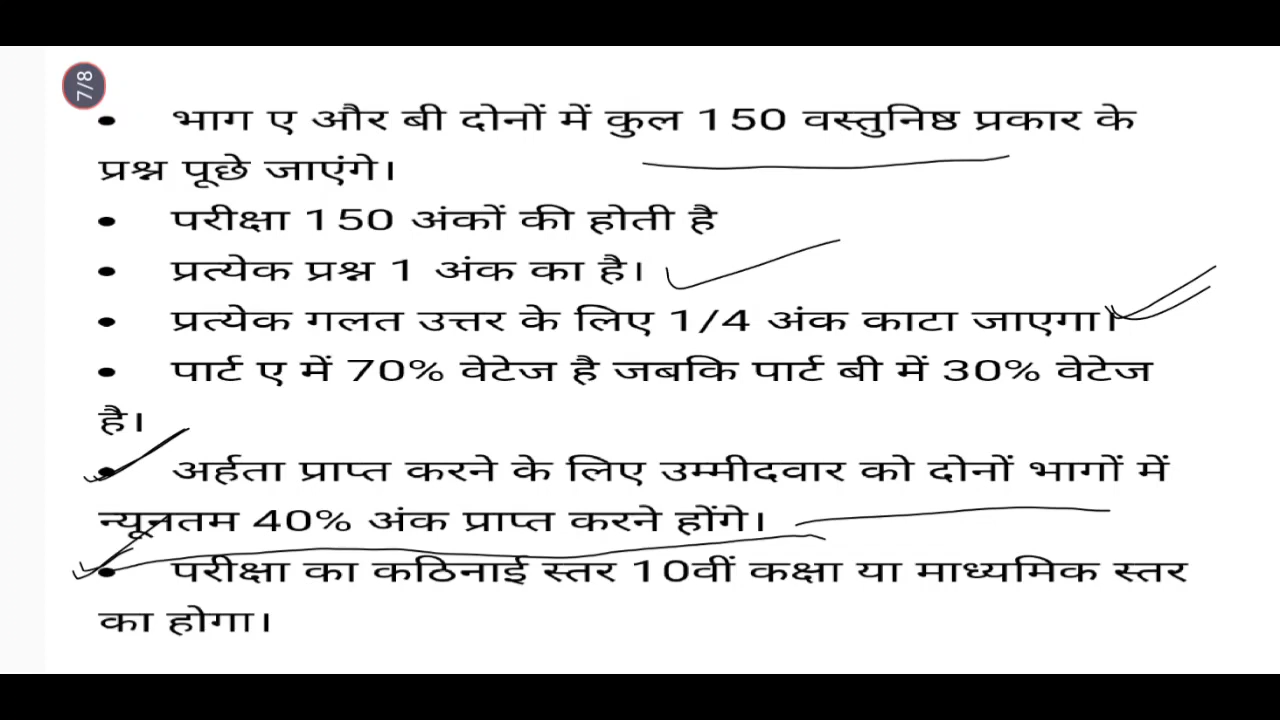 7/8
• भाग ए और बी दोनों में कुल 150 वस्तुनिष्ठ प्रकार के
प्रश्न पूछे जाएंगे।
• परीक्षा 150 अंकों की होती है
• प्रत्येक प्रश्न 1 अंक का है।
• प्रत्येक गलत उत्तर के लिए 1/4 अंक काटा जाएगा।
• पार्ट ए में 70% वेटेज है जबकि पार्ट बी में 30% वेटेज
है।
• अर्हता प्राप्त करने के लिए उम्मीदवार को दोनों भागों में
न्यूनतम 40% अंक प्राप्त करने होंगे।
• परीक्षा का कठिनाई स्तर 10वीं कक्षा या माध्यमिक स्तर
का होगा।